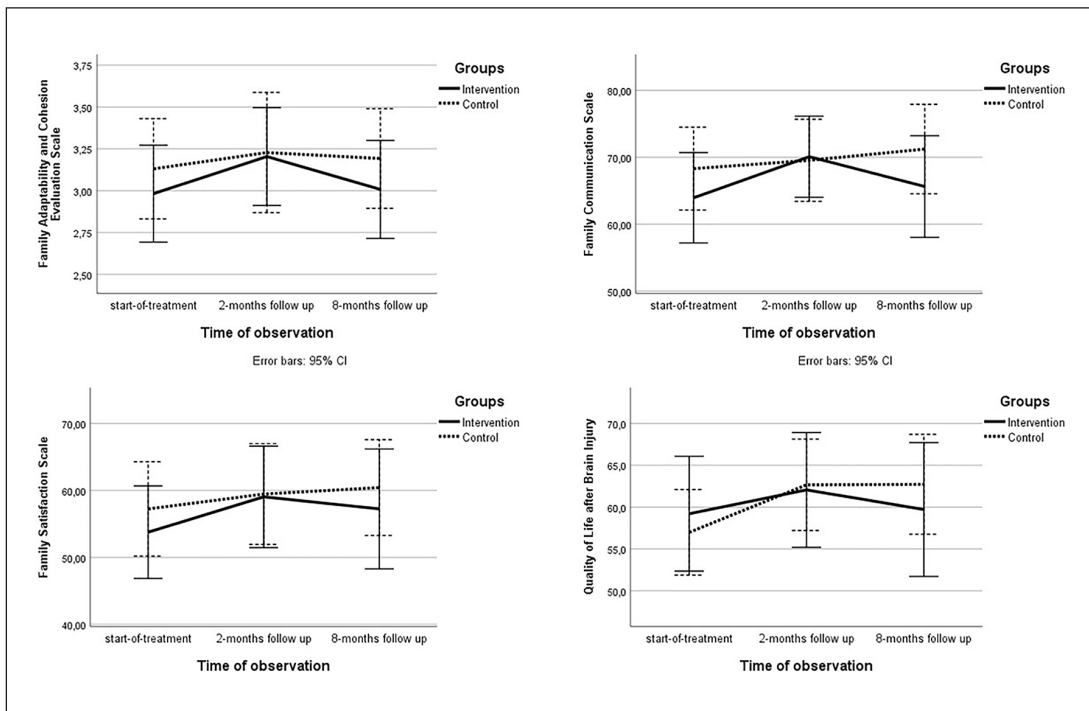 Family Adaptability and Cohesion
Evaluation Scale
3,75
3,50
3,25
3,00
2,75
2,50
start-of-treatment 2-months follow up 8-months follow up
Time of observation
Groups
Intervention
Control
Error bars: 95% CI
Family Communication Scale
80,00
70,00
60,00
50,00
start-of-treatment 2-months follow up 8-months follow up
Time of observation
Groups
Intervention
Control
Error bars: 95% CI
Family Satisfaction Scale
70,00
60,00
50,00
40,00
start-of-treatment 2-months follow up 8-months follow up
Time of observation
Groups
Intervention
Control
Quality of Life after Brain Injury
70,0
65,0
60,0
55,0
50,0
start-of-treatment 2-months follow up 8-months follow up
Time of observation
Groups
Intervention
Control